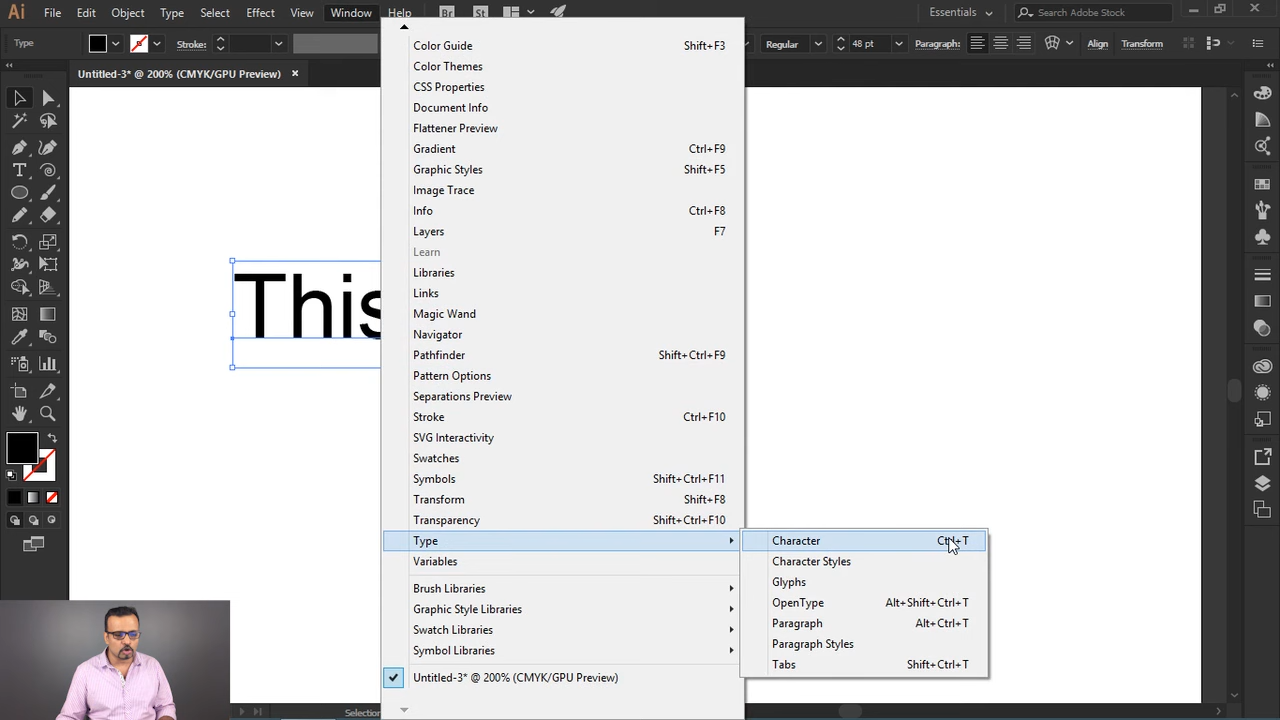 Ai File Edit Object Type Select Effect View Window Help Br St Essentials Search Adobe Stock
Type Stroke: Regular 48 pt Paragraph: Align Transform
Untitled-3* @ 200% (CMYK/GPU Preview)
Color Guide Shift+F3
Color Themes
CSS Properties
Document Info
Flattener Preview
Gradient Ctrl+F9
Graphic Styles Shift+F5
Image Trace
Info Ctrl+F8
Layers F7
Learn
Libraries
This
Links
Magic Wand
Navigator
Pathfinder Shift+Ctrl+F9
Pattern Options
Separations Preview
Stroke Ctrl+F10
SVG Interactivity
Swatches
Symbols Shift+Ctrl+F11
Transform Shift+F8
Transparency Shift+Ctrl+F10
Type
Variables
Brush Libraries
Graphic Style Libraries
Swatch Libraries
Symbol Libraries
Untitled-3* @ 200% (CMYK/GPU Preview)
Character Ctrl+T
Character Styles
Glyphs
OpenType Alt+Shift+Ctrl+T
Paragraph Alt+Ctrl+T
Paragraph Styles
Tabs Shift+Ctrl+T
Selection